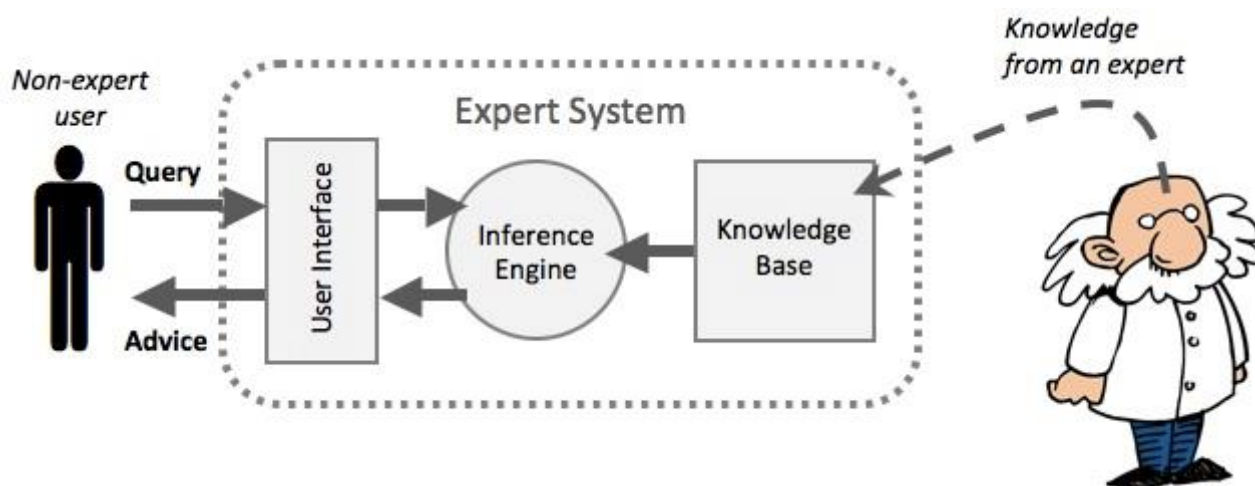 Knowledge
from an expert
Non-expert
user
Expert System
Query
User Interface
Inference
Engine
Knowledge
Base
Advice